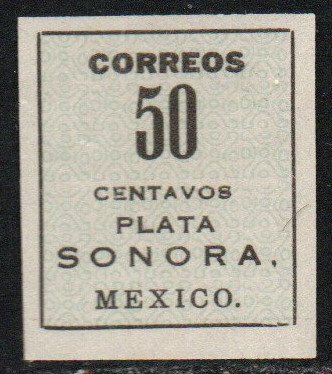 CORREOS
50
CENTAVOS
PLATA
SONORA.
MEXICO.